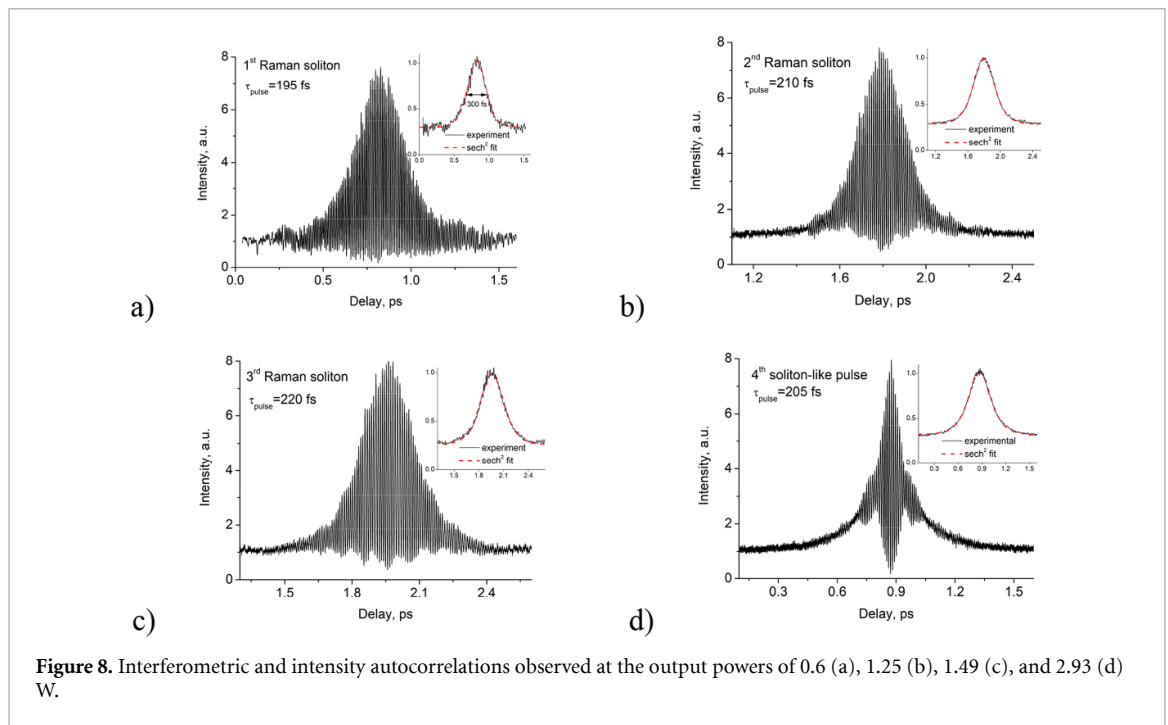 1st Raman soliton
τpulse=195 fs
Intensity, a.u.
8
6
4
2
0
0.0 0.5 1.0 1.5
Delay, ps
1.0
0.5
0.0
0.0 0.5 1.0 1.5
300 fs
experiment
sech² fit
a)
2nd Raman soliton
τpulse=210 fs
Intensity, a.u.
8
6
4
2
0
1.2 1.6 2.0 2.4
Delay, ps
1.0
0.5
0.0
1.2 1.6 2.0 2.4
experiment
sech² fit
b)
3rd Raman soliton
τpulse=220 fs
Intensity, a.u.
8
6
4
2
0
1.5 1.8 2.1 2.4
Delay, ps
1.0
0.5
0.0
1.5 1.8 2.1 2.4
experiment
sech² fit
c)
4th soliton-like pulse
τpulse=205 fs
Intensity, a.u.
8
6
4
2
0
0.3 0.6 0.9 1.2 1.5
Delay, ps
1.0
0.5
0.0
0.3 0.6 0.9 1.2 1.5
experimental
sech² fit
d)
Figure 8. Interferometric and intensity autocorrelations observed at the output powers of 0.6 (a), 1.25 (b), 1.49 (c), and 2.93 (d)
W.